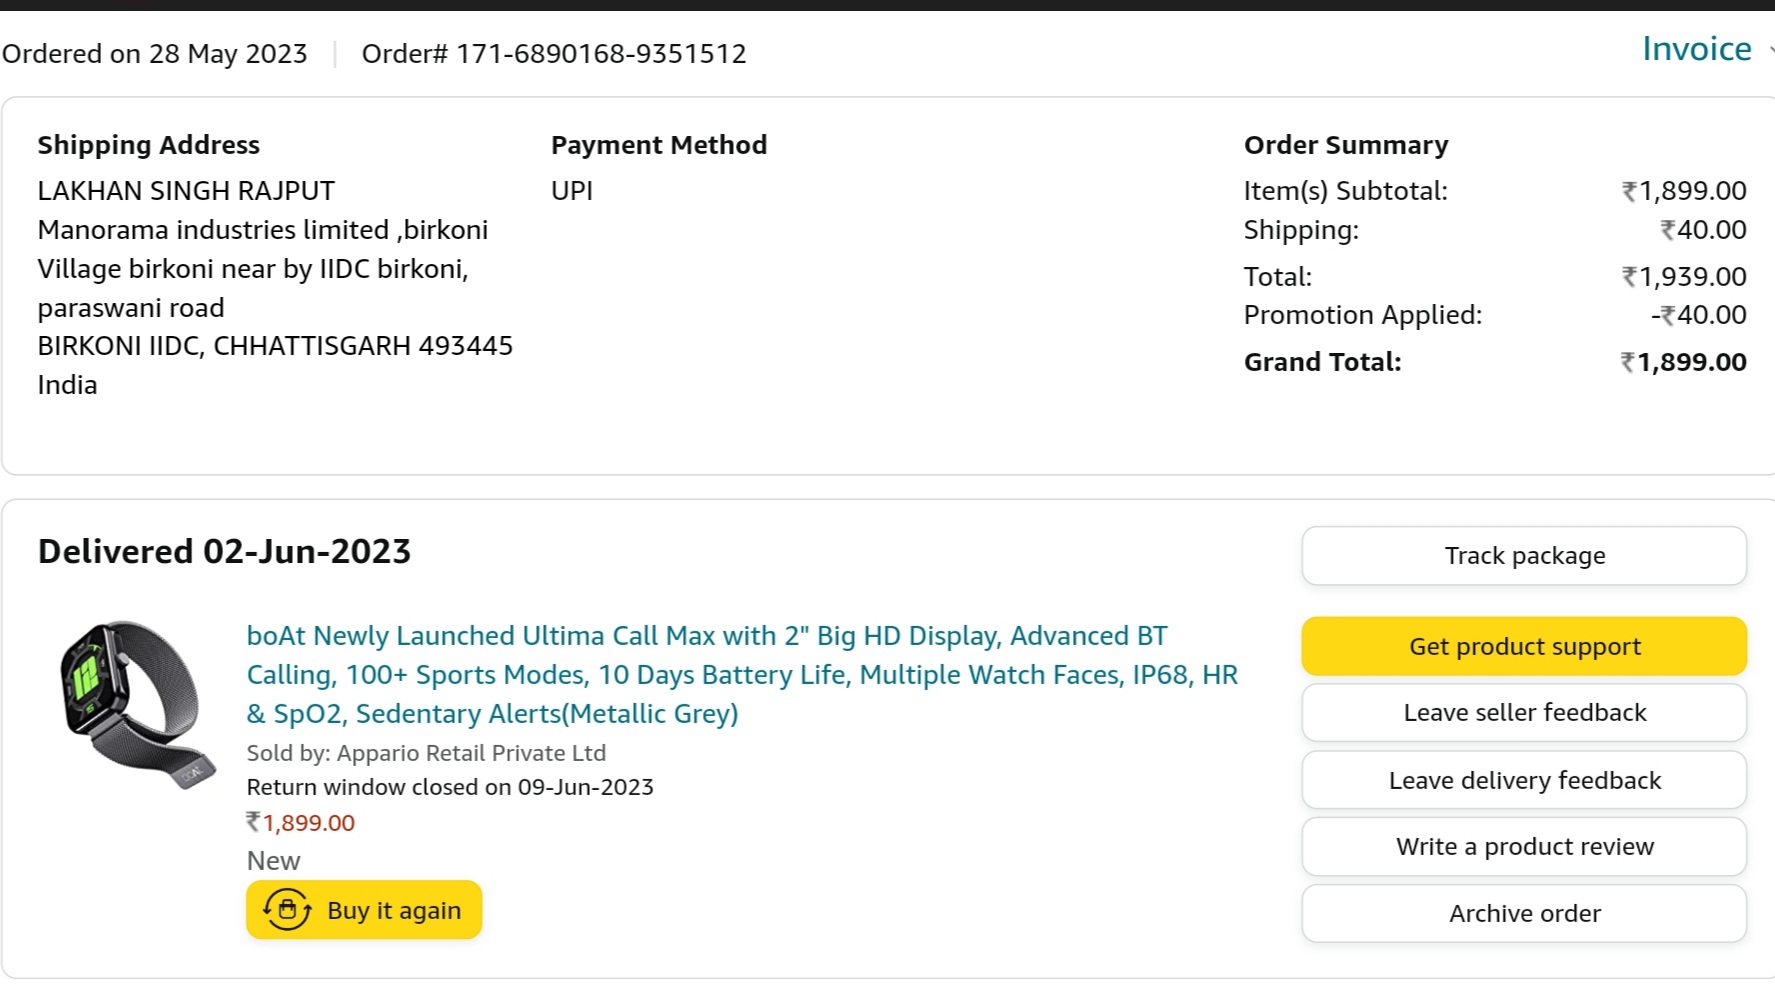 Ordered on 28 May 2023 Order# 171-6890168-9351512
Invoice
Shipping Address
LAKHAN SINGH RAJPUT
Manorama industries limited ,birkoni
Village birkoni near by IIDC birkoni,
paraswani road
BIRKONI IIDC, CHHATTISGARH 493445
India
Payment Method
UPI
Order Summary
Item(s) Subtotal: ₹1,899.00
Shipping: ₹40.00
Total: ₹1,939.00
Promotion Applied: -₹40.00
Grand Total: ₹1,899.00
Delivered 02-Jun-2023
boAt Newly Launched Ultima Call Max with 2" Big HD Display, Advanced BT
Calling, 100+ Sports Modes, 10 Days Battery Life, Multiple Watch Faces, IP68, HR
& SpO2, Sedentary Alerts(Metallic Grey)
Sold by: Appario Retail Private Ltd
Return window closed on 09-Jun-2023
₹1,899.00
New
Buy it again
Track package
Get product support
Leave seller feedback
Leave delivery feedback
Write a product review
Archive order